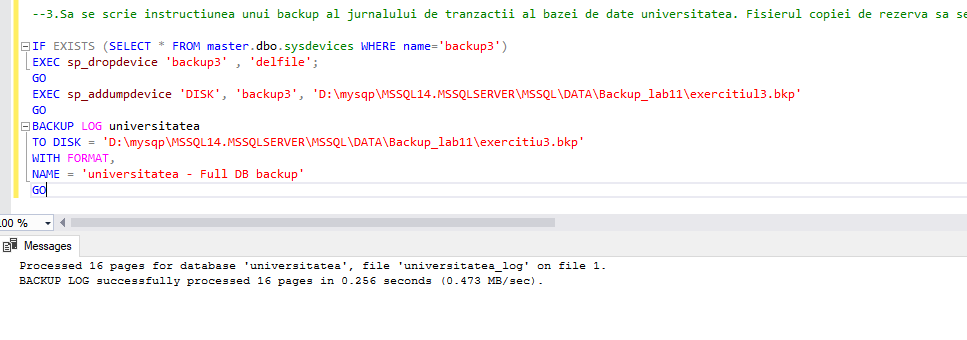 --3.Sa se scrie instructiunea unui backup al jurnalului de tranzactii al bazei de date universitatea. Fisierul copiei de rezerva sa se
IF EXISTS (SELECT * FROM master.dbo.sysdevices WHERE name='backup3')
EXEC sp_dropdevice 'backup3' , 'delfile';
GO
EXEC sp_addumpdevice 'DISK', 'backup3', 'D:\mysqp\MSSQL14.MSSQLSERVER\MSSQL\DATA\Backup_lab11\exercitiul3.bkp'
GO
BACKUP LOG universitatea
TO DISK = 'D:\mysqp\MSSQL14.MSSQLSERVER\MSSQL\DATA\Backup_lab11\exercitiu3.bkp'
WITH FORMAT,
NAME = 'universitatea - Full DB backup'
GO
100 %
Messages
Processed 16 pages for database 'universitatea', file 'universitatea_log' on file 1.
BACKUP LOG successfully processed 16 pages in 0.256 seconds (0.473 MB/sec).